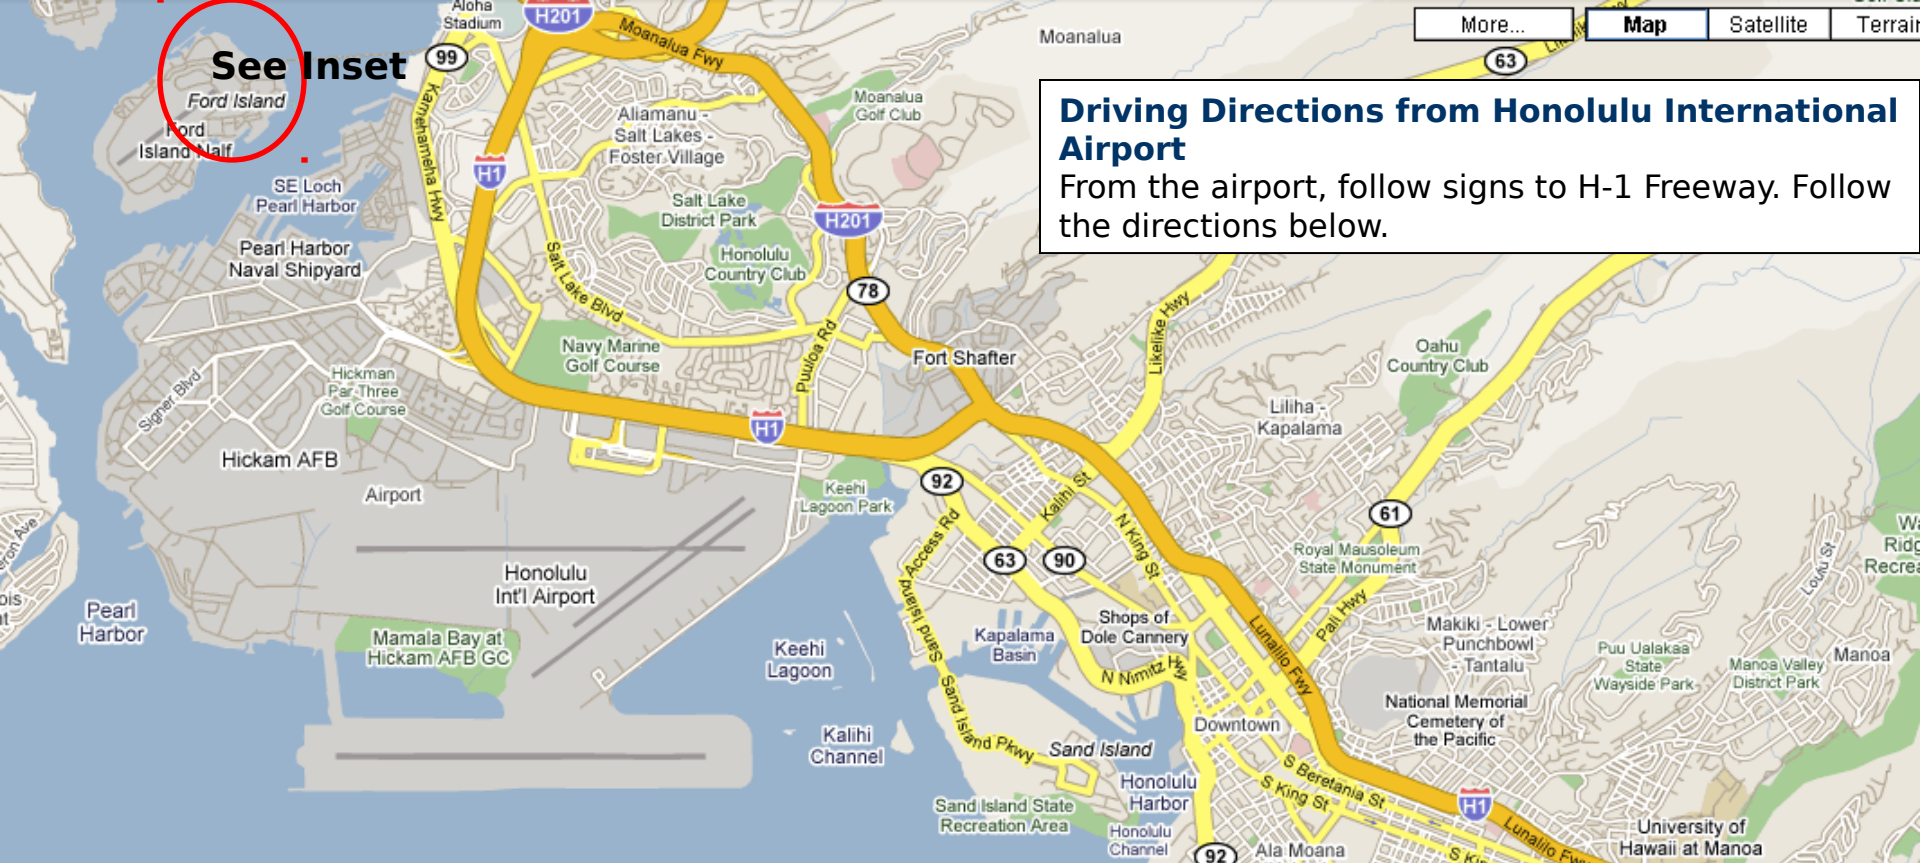 Aloha
Stadium
H201
Moanalua Fwy
Moanalua
More...
Map
Satellite
Terrain
63
Likelike Hwy
See Inset
99
Ford Island
Ford
Island Nalf
Kamehameha Hwy
Driving Directions from Honolulu International
Airport
From the airport, follow signs to H-1 Freeway. Follow
the directions below.
Aliamanu -
Salt Lakes -
Foster Village
Moanalua
Golf Club
H1
SE Loch
Pearl Harbor
Salt Lake
District Park
H201
Pearl Harbor
Naval Shipyard
Honolulu
Country Club
Salt Lake Blvd
78
Likelike Hwy
Navy Marine
Golf Course
Puuloa Rd
Fort Shafter
Oahu
Country Club
Hickman
Par Three
Golf Course
Signer Blvd
H1
Liliha -
Kapalama
Hickam AFB
Airport
Keehi
Lagoon Park
92
Kalihi St
61
Sand Island Access Rd
N King St
63
90
Royal Mausoleum
State Monument
Honolulu
Int'l Airport
Pearl
Harbor
Mamala Bay at
Hickam AFB GC
Keehi
Lagoon
Kapalama
Basin
Shops of
Dole Cannery
Pali Hwy
Lunalilo Fwy
Makiki - Lower
Punchbowl
- Tantalu
Puu Ualakaa
State
Wayside Park
Manoa Valley
District Park
Manoa
N Nimitz Hwy
National Memorial
Cemetery of
the Pacific
Downtown
Kalihi
Channel
Sand Island Pkwy
Sand Island
Honolulu
Harbor
S Beretania St
S King St
H1
Sand Island State
Recreation Area
Honolulu
Channel
Lunalilo Fwy
University of
Hawaii at Manoa
92
Ala Moana